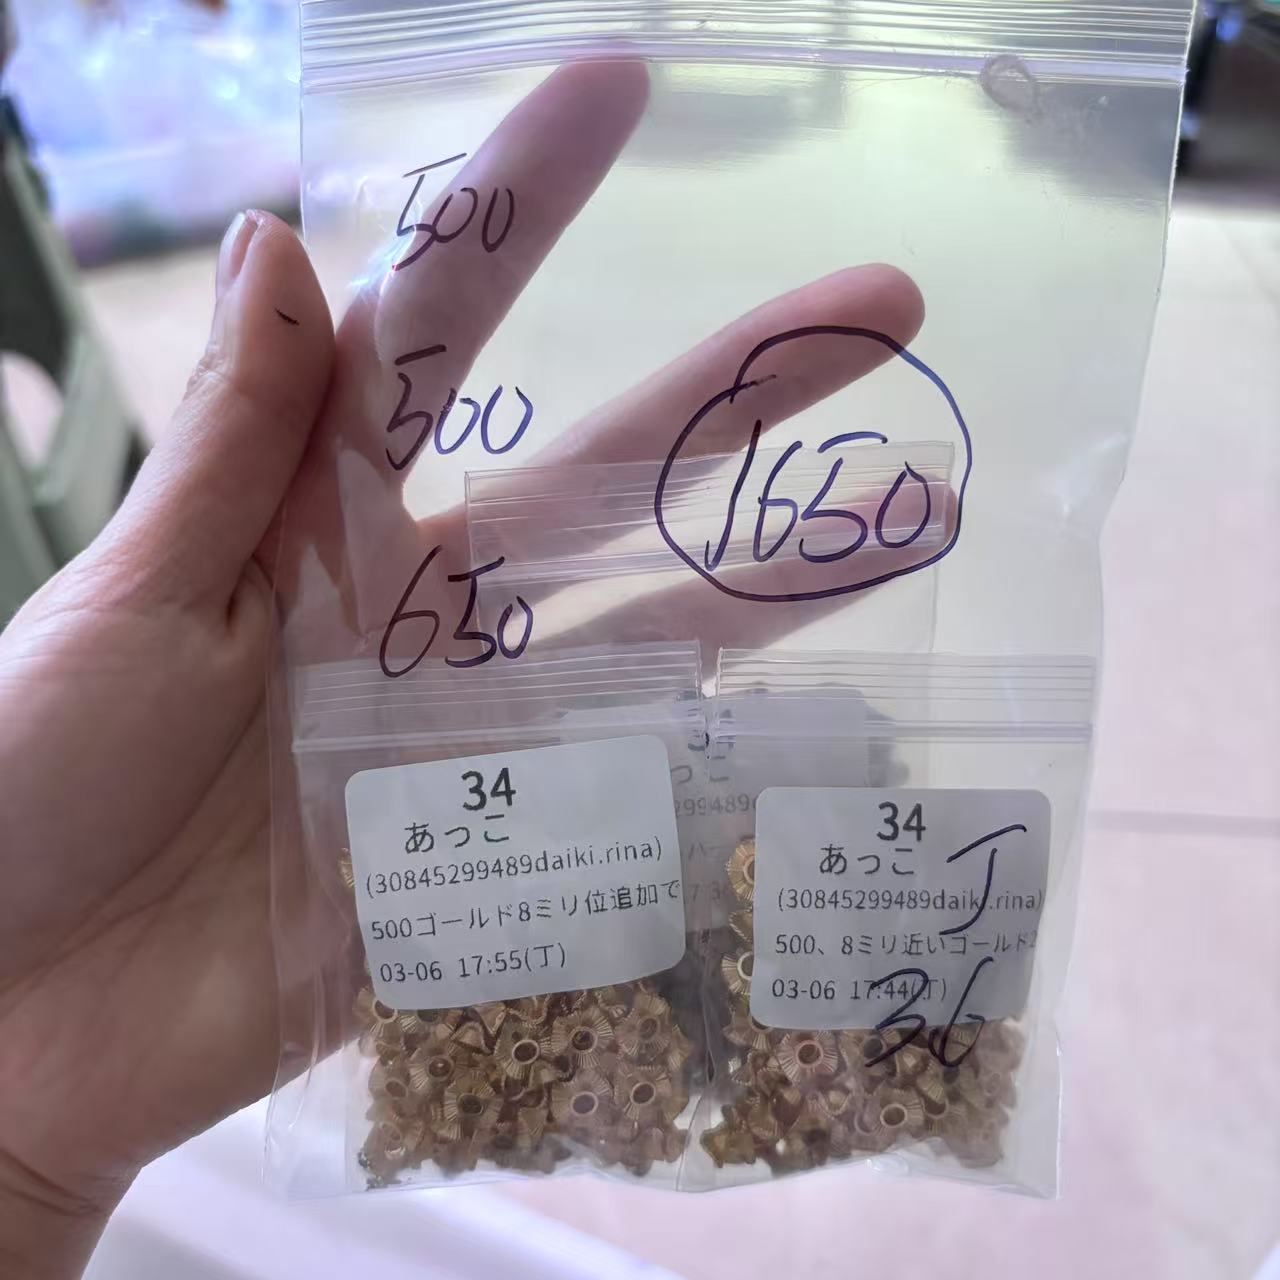 500
500
1650
650
34
あっこ
(30845299489daiki.rina)
500ゴールド8ミリ位追加で
03-06 17:55(丁)
34
あっこ
(30845299489daiki.rina)
500、8ミリ近いゴールド
03-06 17:44(丁)
丁
36